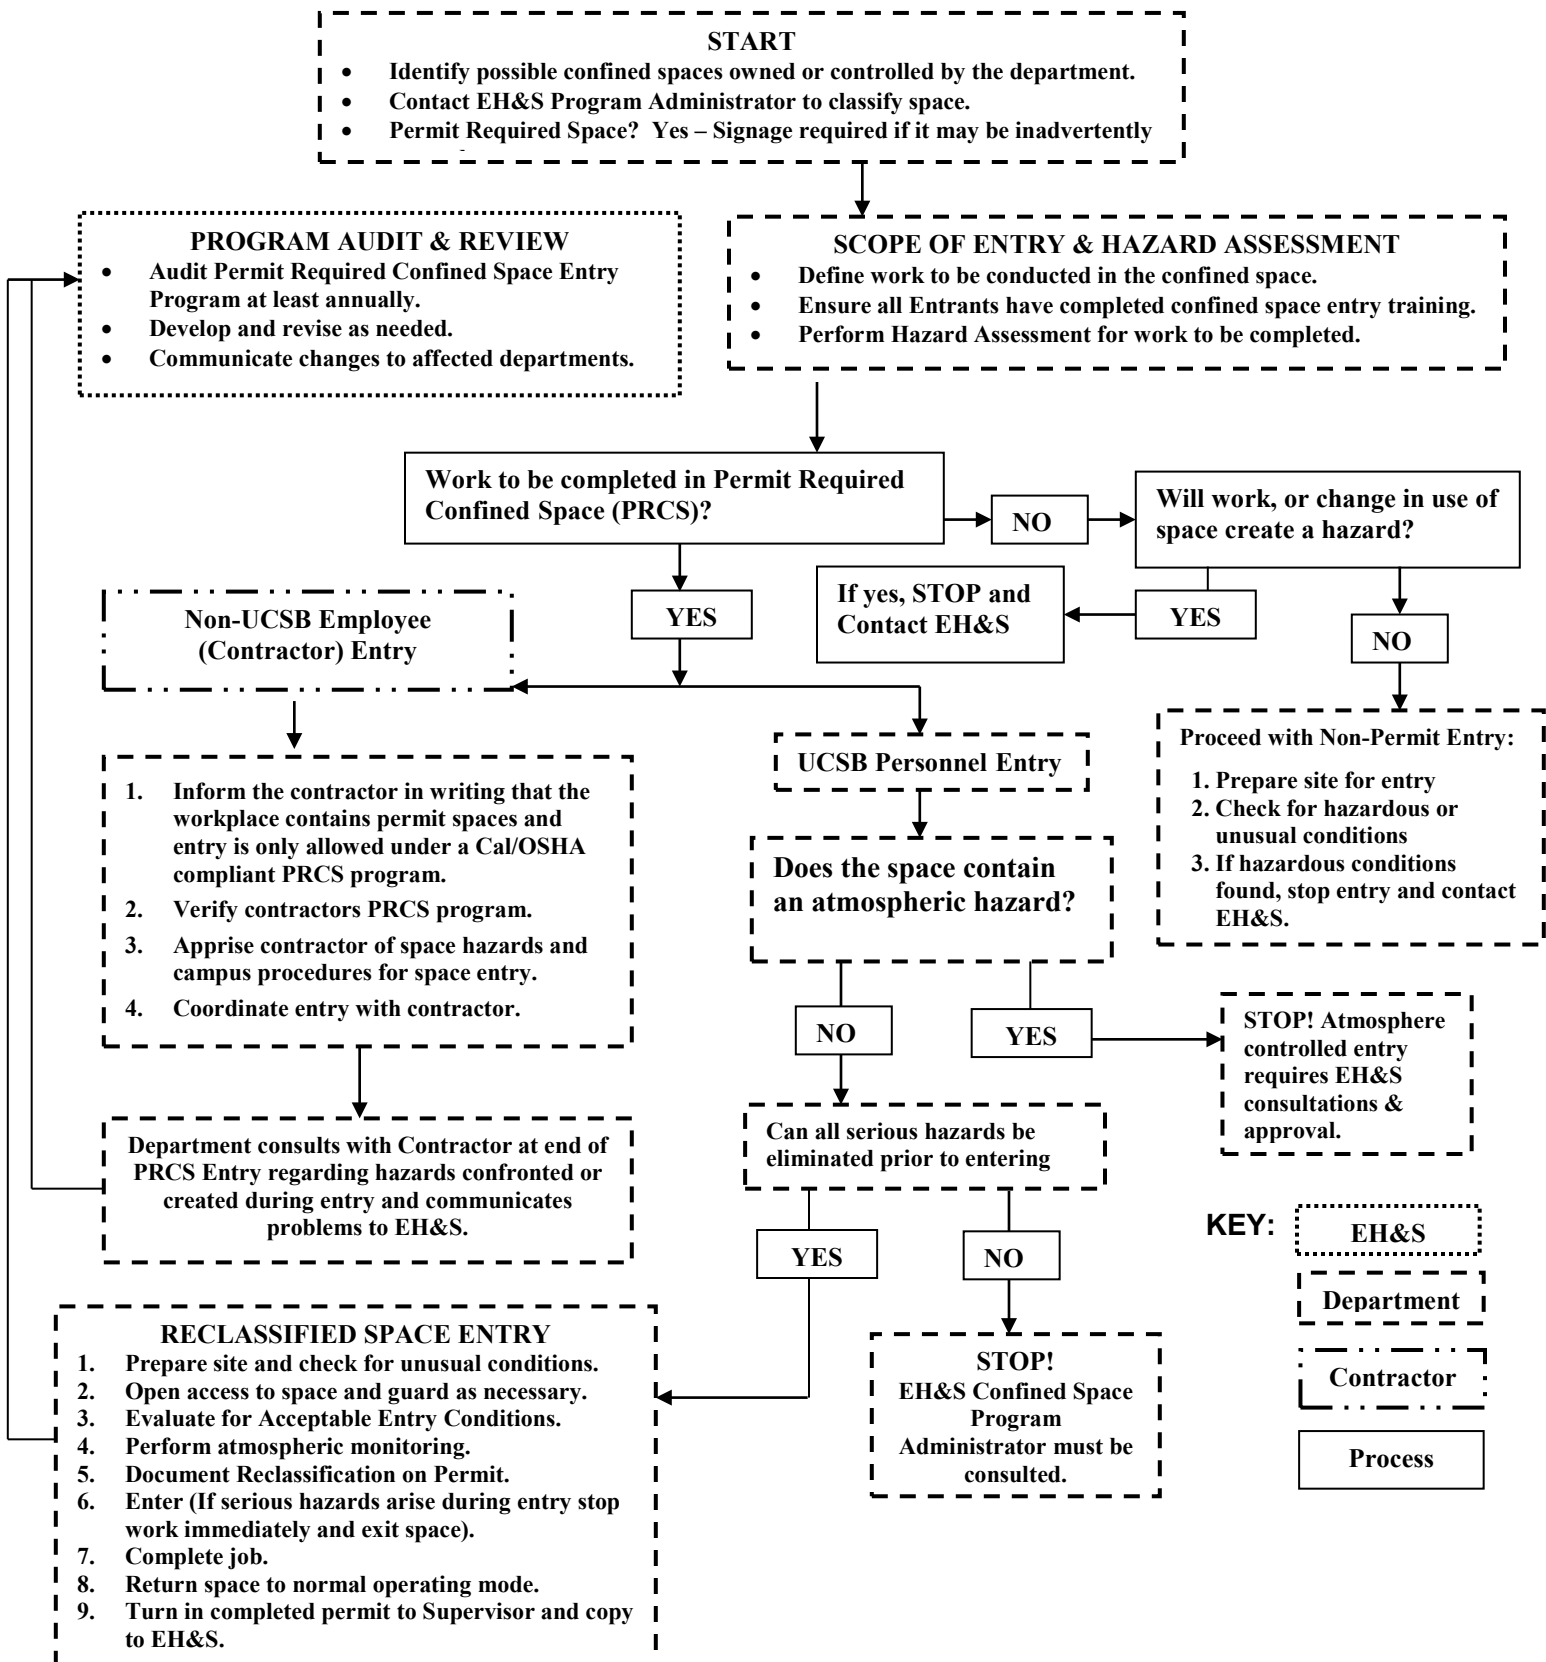 START
• Identify possible confined spaces owned or controlled by the department.
• Contact EH&S Program Administrator to classify space.
• Permit Required Space?  Yes – Signage required if it may be inadvertently
PROGRAM AUDIT & REVIEW
• Audit Permit Required Confined Space Entry
Program at least annually.
• Develop and revise as needed.
• Communicate changes to affected departments.
SCOPE OF ENTRY & HAZARD ASSESSMENT
• Define work to be conducted in the confined space.
• Ensure all Entrants have completed confined space entry training.
• Perform Hazard Assessment for work to be completed.
Work to be completed in Permit Required
Confined Space (PRCS)?
NO
Will work, or change in use of
space create a hazard?
YES
If yes, STOP and
Contact EH&S
YES
NO
Non-UCSB Employee
(Contractor) Entry
Proceed with Non-Permit Entry:
1. Prepare site for entry
2. Check for hazardous or
unusual conditions
3. If hazardous conditions
found, stop entry and contact
EH&S.
UCSB Personnel Entry
1. Inform the contractor in writing that the
workplace contains permit spaces and
entry is only allowed under a Cal/OSHA
compliant PRCS program.
2. Verify contractors PRCS program.
3. Apprise contractor of space hazards and
campus procedures for space entry.
4. Coordinate entry with contractor.
Does the space contain
an atmospheric hazard?
NO
YES
STOP! Atmosphere
controlled entry
requires EH&S
consultations &
approval.
Department consults with Contractor at end of
PRCS Entry regarding hazards confronted or
created during entry and communicates
problems to EH&S.
Can all serious hazards be
eliminated prior to entering
YES
NO
KEY:
EH&S
Department
Contractor
Process
RECLASSIFIED SPACE ENTRY
1. Prepare site and check for unusual conditions.
2. Open access to space and guard as necessary.
3. Evaluate for Acceptable Entry Conditions.
4. Perform atmospheric monitoring.
5. Document Reclassification on Permit.
6. Enter (If serious hazards arise during entry stop
work immediately and exit space).
7. Complete job.
8. Return space to normal operating mode.
9. Turn in completed permit to Supervisor and copy
to EH&S.
STOP!
EH&S Confined Space
Program
Administrator must be
consulted.